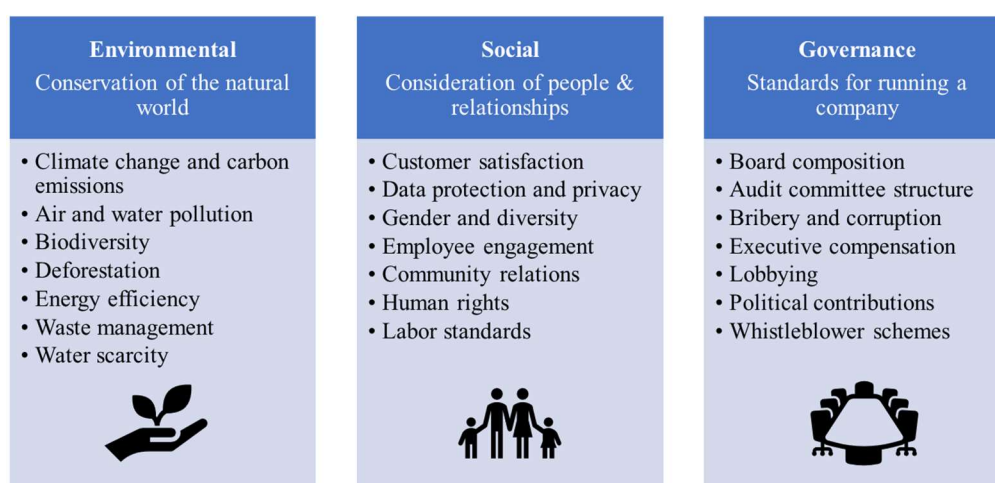 Environmental
Conservation of the natural
world
• Climate change and carbon
emissions
• Air and water pollution
• Biodiversity
• Deforestation
• Energy efficiency
• Waste management
• Water scarcity
Social
Consideration of people &
relationships
• Customer satisfaction
• Data protection and privacy
• Gender and diversity
• Employee engagement
• Community relations
• Human rights
• Labor standards
Governance
Standards for running a
company
• Board composition
• Audit committee structure
• Bribery and corruption
• Executive compensation
• Lobbying
• Political contributions
• Whistleblower schemes